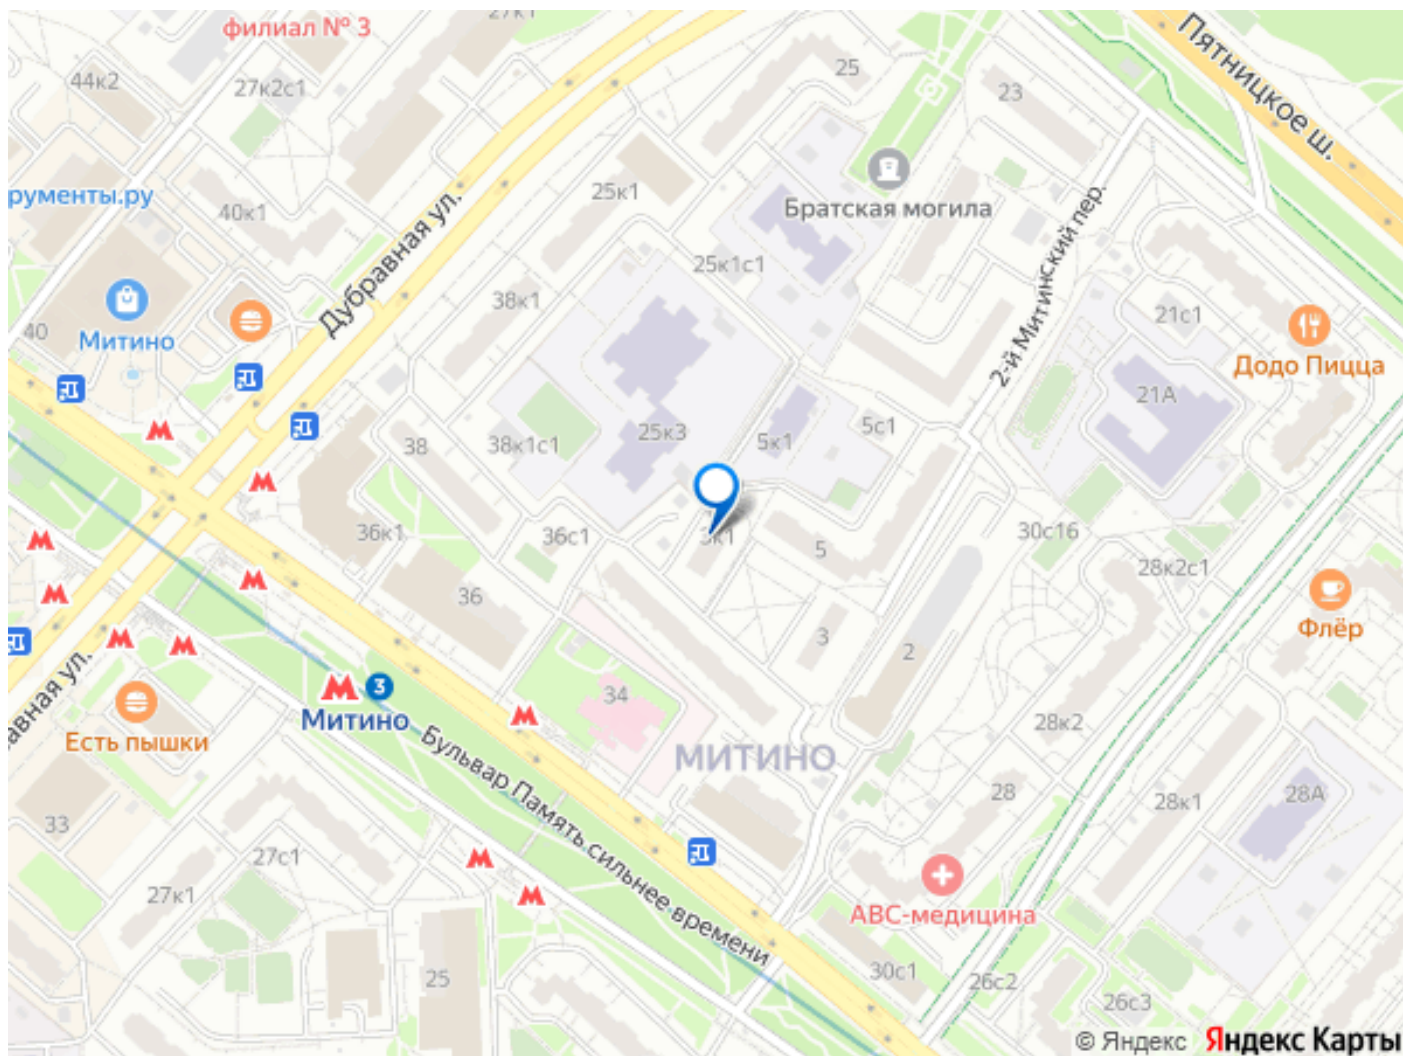 филиал № 3
27к1
Пятницкое ш.
44к2
27к2с1
25
23
рументы.ру
40к1
25к1
Братская могила
Дубравная ул.
25к1с1
2-й Митинский пер.
38к1
21с1
40
Митино
Додо Пицца
21А
38
38к1с1
25к3
5к1
5с1
36к1
36с1
3к1
5
30с16
28к2с1
36
3
2
Флёр
3
Митино
34
авная ул.
Есть пышки
28к2
МИТИНО
Бульвар Память сильнее времени
28
28к1
28А
33
27с1
27к1
АВС-медицина
25
30с1
26с2
26с3
© Яндекс Яндекс Карты